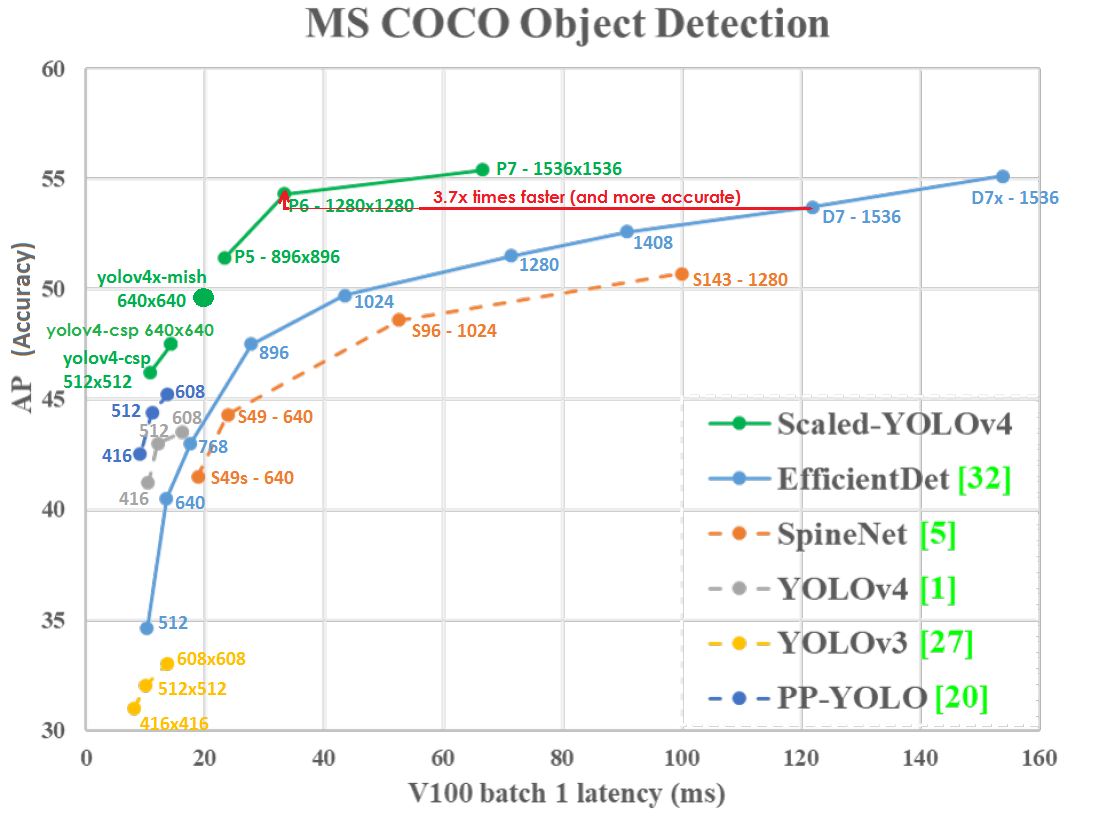 MS COCO Object Detection
60
55
50
45
40
35
30
AP (Accuracy)
P7 - 1536x1536
3.7x times faster (and more accurate)
P6 - 1280x1280
D7x - 1536
D7 - 1536
1408
P5 - 896x896
1280
yolov4x-mish
640x640
S143 - 1280
1024
yolov4-csp 640x640
S96 - 1024
yolov4-csp
512x512
896
608
512
608
S49 - 640
512
416
768
S49s - 640
416
640
512
608x608
512x512
416x416
Scaled-YOLOv4
EfficientDet [32]
SpineNet [5]
YOLOv4 [1]
YOLOv3 [27]
PP-YOLO [20]
0 20 40 60 80 100 120 140 160
V100 batch 1 latency (ms)